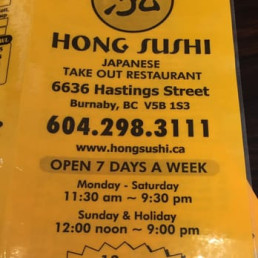 HONG SUSHI
JAPANESE
TAKE OUT RESTAURANT
6636 Hastings Street
Burnaby, BC V5B 1S3
604.298.3111
www.hongsushi.ca
OPEN 7 DAYS A WEEK
Monday - Saturday
11:30 am ~ 9:30 pm
Sunday & Holiday
12:00 noon ~ 9:00 pm